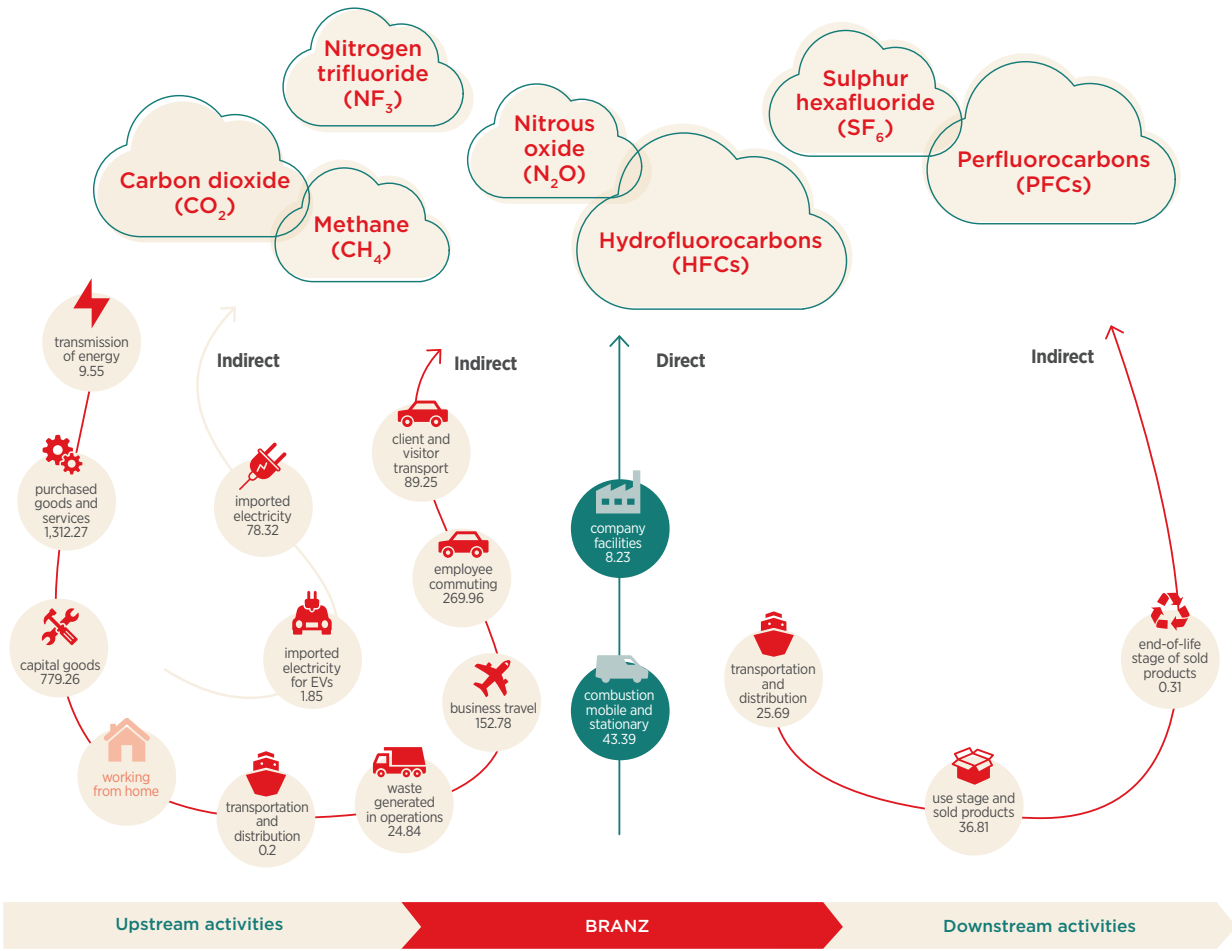 Nitrogen
trifluoride
(NF₃)
Sulphur
hexafluoride
(SF₆)
Nitrous
oxide
(N₂O)
Perfluorocarbons
(PFCs)
Carbon dioxide
(CO₂)
Methane
(CH₄)
Hydrofluorocarbons
(HFCs)
transmission
of energy
9.55
Indirect
Indirect
Direct
Indirect
purchased
goods and
services
1,312.27
imported
electricity
78.32
client and
visitor
transport
89.25
company
facilities
8.23
employee
commuting
269.96
capital goods
779.26
imported
electricity
for EVs
1.85
business travel
152.78
combustion
mobile and
stationary
43.39
transportation
and
distribution
25.69
end-of-life
stage of sold
products
0.31
working
from home
transportation
and
distribution
0.2
waste
generated
in operations
24.84
use stage and
sold products
36.81
Upstream activities
BRANZ
Downstream activities